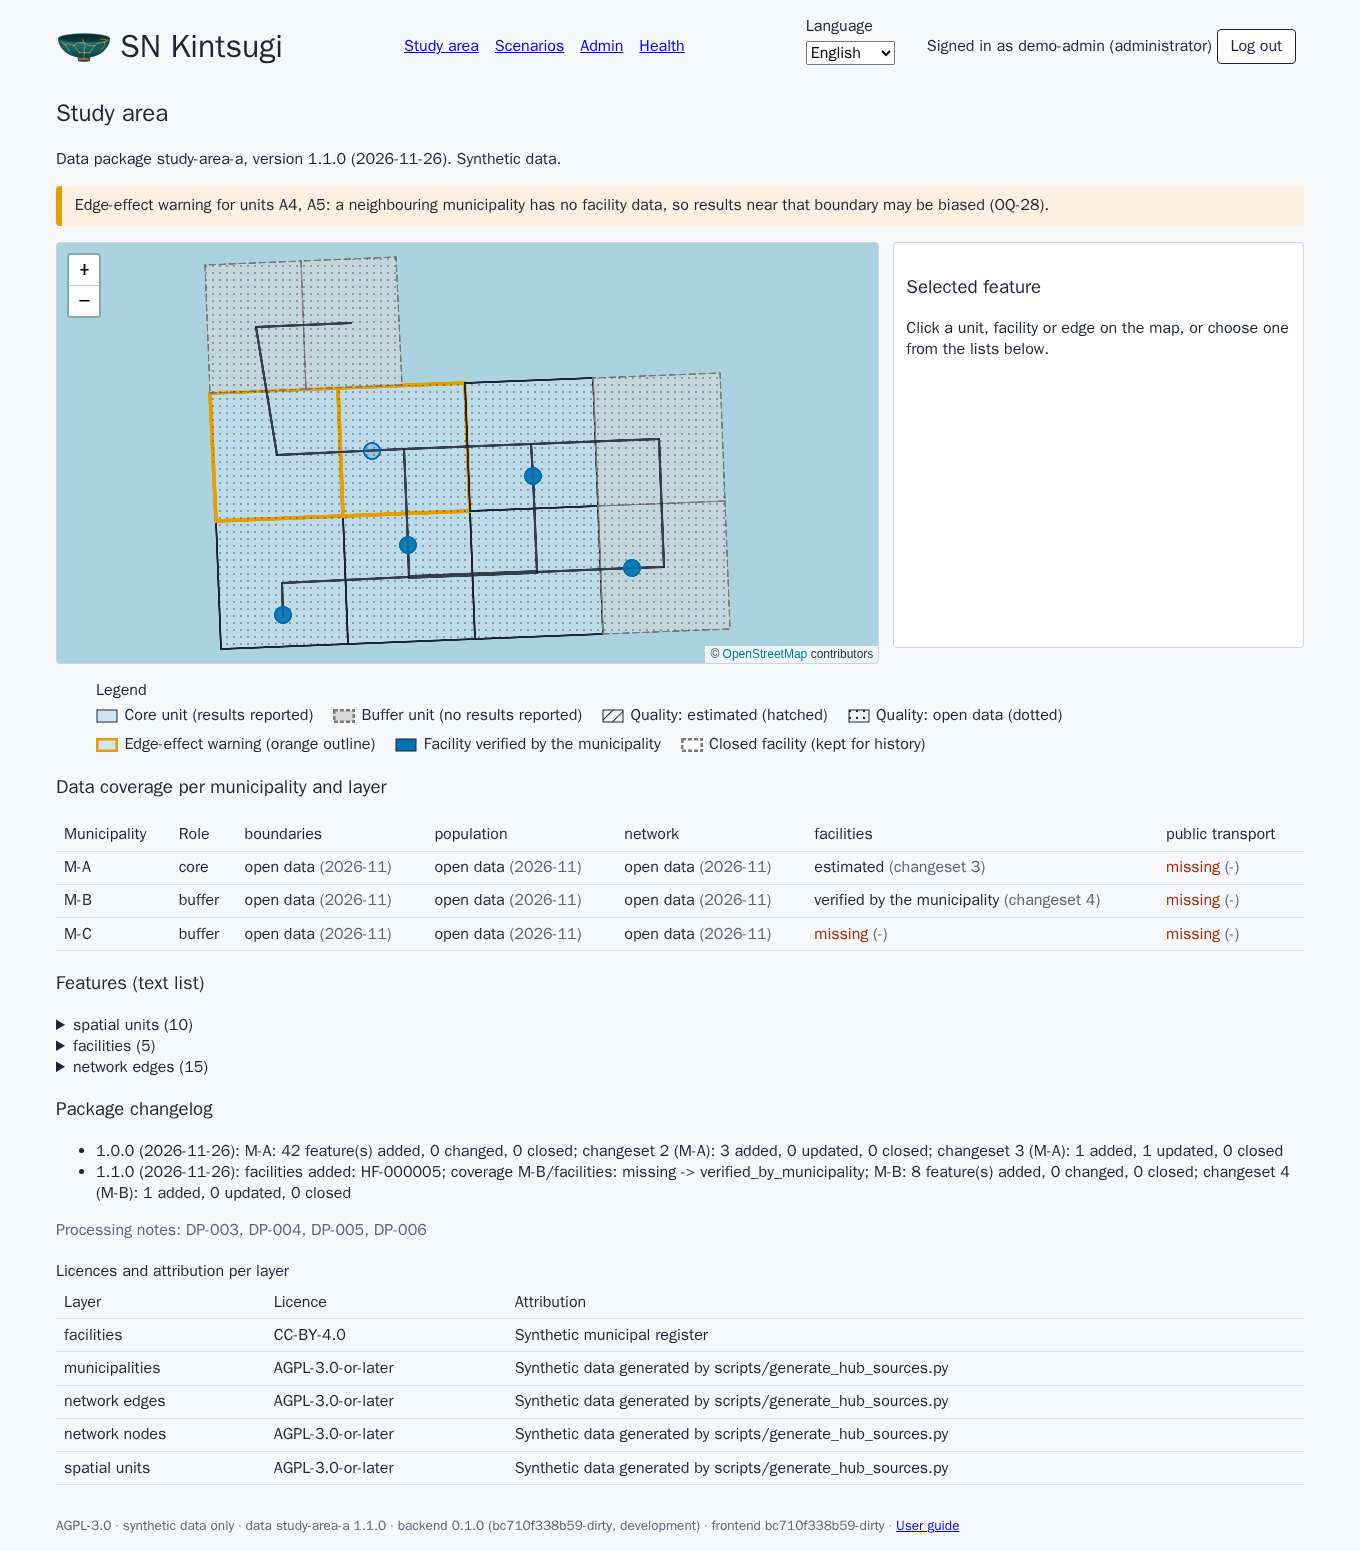 SN Kintsugi
Study area Scenarios Admin Health
Language
English
Signed in as demo-admin (administrator) Log out
Study area
Data package study-area-a, version 1.1.0 (2026-11-26). Synthetic data.
Edge-effect warning for units A4, A5: a neighbouring municipality has no facility data, so results near that boundary may be biased (OQ-28).
+
−
© OpenStreetMap contributors
Selected feature
Click a unit, facility or edge on the map, or choose one
from the lists below.
Legend
Core unit (results reported) Buffer unit (no results reported) Quality: estimated (hatched) Quality: open data (dotted)
Edge-effect warning (orange outline) Facility verified by the municipality Closed facility (kept for history)
Data coverage per municipality and layer
Municipality Role boundaries population network facilities public transport
M-A core open data (2026-11) open data (2026-11) open data (2026-11) estimated (changeset 3) missing (-)
M-B buffer open data (2026-11) open data (2026-11) open data (2026-11) verified by the municipality (changeset 4) missing (-)
M-C buffer open data (2026-11) open data (2026-11) open data (2026-11) missing (-) missing (-)
Features (text list)
spatial units (10)
facilities (5)
network edges (15)
Package changelog
• 1.0.0 (2026-11-26): M-A: 42 feature(s) added, 0 changed, 0 closed; changeset 2 (M-A): 3 added, 0 updated, 0 closed; changeset 3 (M-A): 1 added, 1 updated, 0 closed
• 1.1.0 (2026-11-26): facilities added: HF-000005; coverage M-B/facilities: missing -> verified_by_municipality; M-B: 8 feature(s) added, 0 changed, 0 closed; changeset 4
(M-B): 1 added, 0 updated, 0 closed
Processing notes: DP-003, DP-004, DP-005, DP-006
Licences and attribution per layer
Layer Licence Attribution
facilities CC-BY-4.0 Synthetic municipal register
municipalities AGPL-3.0-or-later Synthetic data generated by scripts/generate_hub_sources.py
network edges AGPL-3.0-or-later Synthetic data generated by scripts/generate_hub_sources.py
network nodes AGPL-3.0-or-later Synthetic data generated by scripts/generate_hub_sources.py
spatial units AGPL-3.0-or-later Synthetic data generated by scripts/generate_hub_sources.py
AGPL-3.0 · synthetic data only · data study-area-a 1.1.0 · backend 0.1.0 (bc710f338b59-dirty, development) · frontend bc710f338b59-dirty · User guide